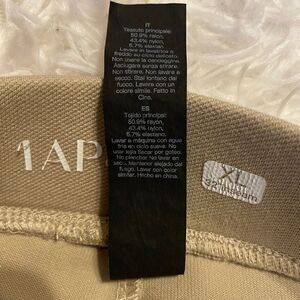 IT
Tessuto principale:
50.9% raion,
43.4% nylon,
5.7% elastan
Lavare in lavatrice a
freddo su ciclo delicato
Non usare la candeggina.
Asciugare senza stirare.
Non stirare. Non lavare a
secco. Stai lontano dal
fuoco. Lavare con un
colore simile. Fatto in
Cina.
ES
Tejido principal:
50.9% rayón,
43.4% nylon,
5.7% elastano
Lavar a máquina con agua
fría en ciclo suave. No
usar lejía Secar por goteo.
No planchar No lavar en
seco. Mantener alejado del
fuego. Lavar con color
similar. Hecho en china.
1AP
XL